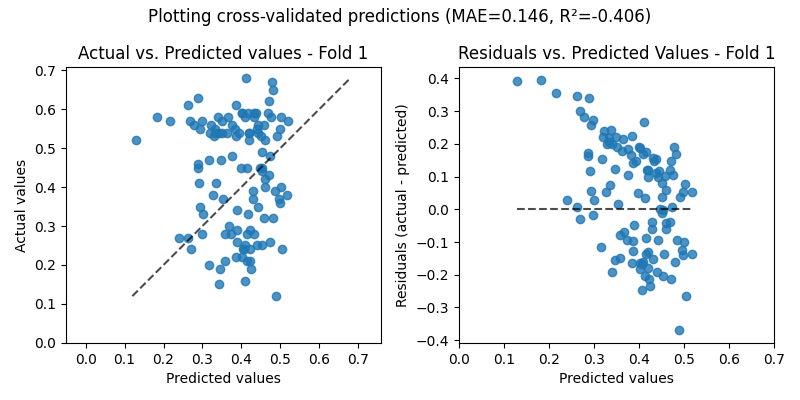 Plotting cross-validated predictions (MAE=0.146, R²=-0.406)
Actual vs. Predicted values - Fold 1
Actual values
0.7
0.6
0.5
0.4
0.3
0.2
0.1
0.0
0.0 0.1 0.2 0.3 0.4 0.5 0.6 0.7
Predicted values
Residuals vs. Predicted Values - Fold 1
Residuals (actual - predicted)
0.4
0.3
0.2
0.1
0.0
−0.1
−0.2
−0.3
−0.4
0.0 0.1 0.2 0.3 0.4 0.5 0.6 0.7
Predicted values